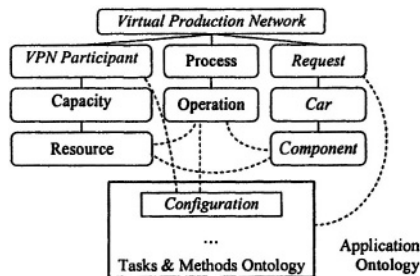 Virtual Production Network
VPN Participant Process Request
Capacity Operation Car
Resource Component
Configuration
...
Tasks & Methods Ontology
Application
Ontology